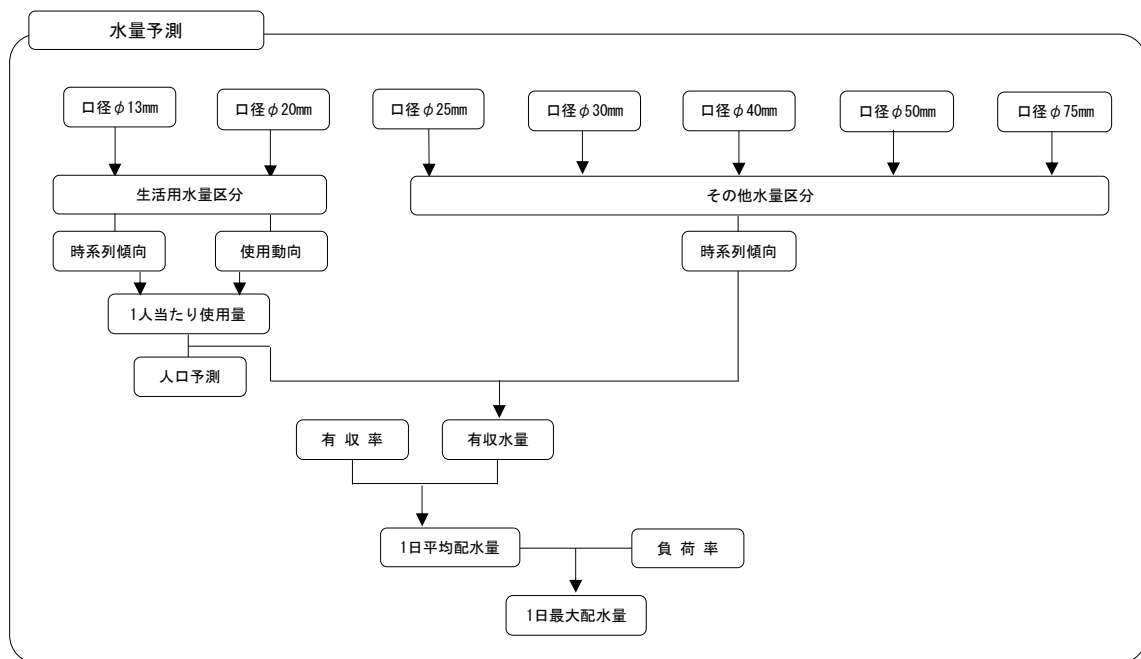 水量予測
口径φ13mm
口径φ20mm
口径φ25mm
口径φ30mm
口径φ40mm
口径φ50mm
口径φ75mm
生活用水量区分
その他水量区分
時系列傾向
使用動向
時系列傾向
1人当たり使用量
人口予測
有 収 率
有収水量
1日平均配水量
負 荷 率
1日最大配水量